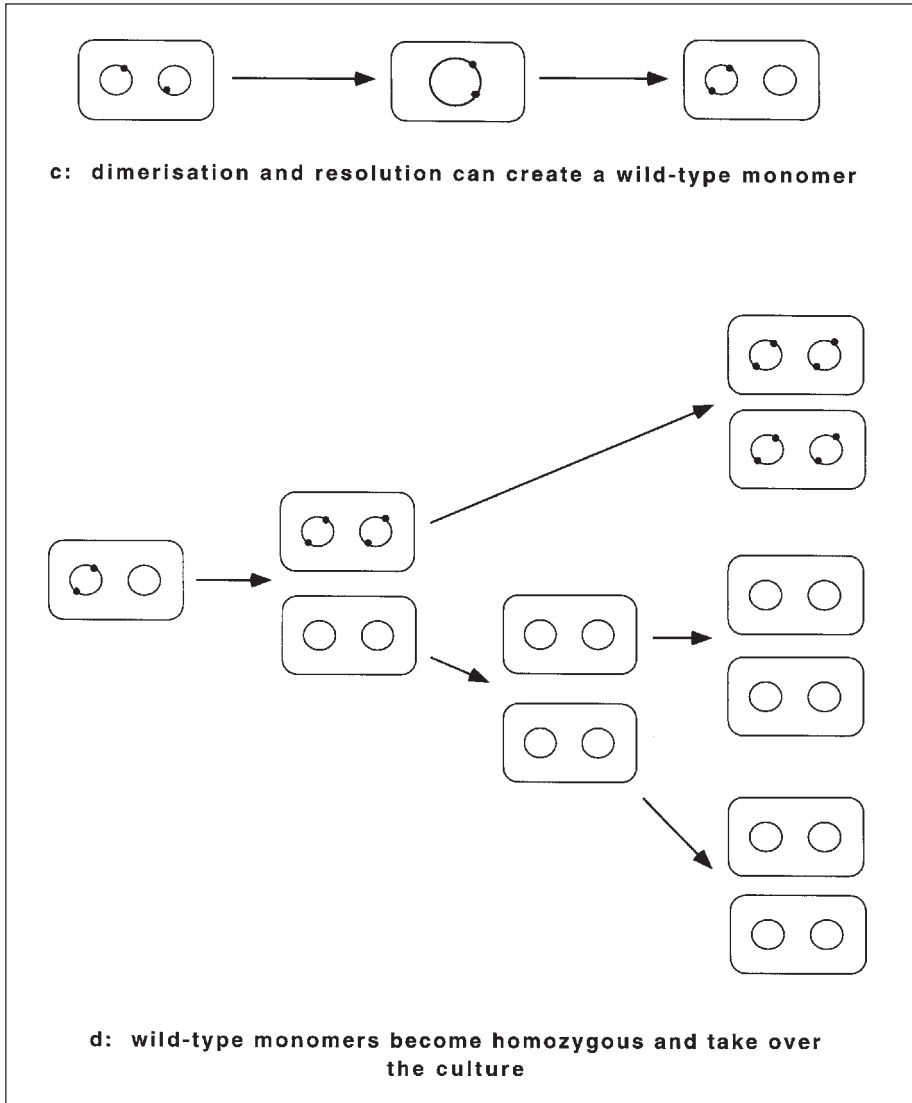 c: dimerisation and resolution can create a wild-type monomer
d: wild-type monomers become homozygous and take over
the culture